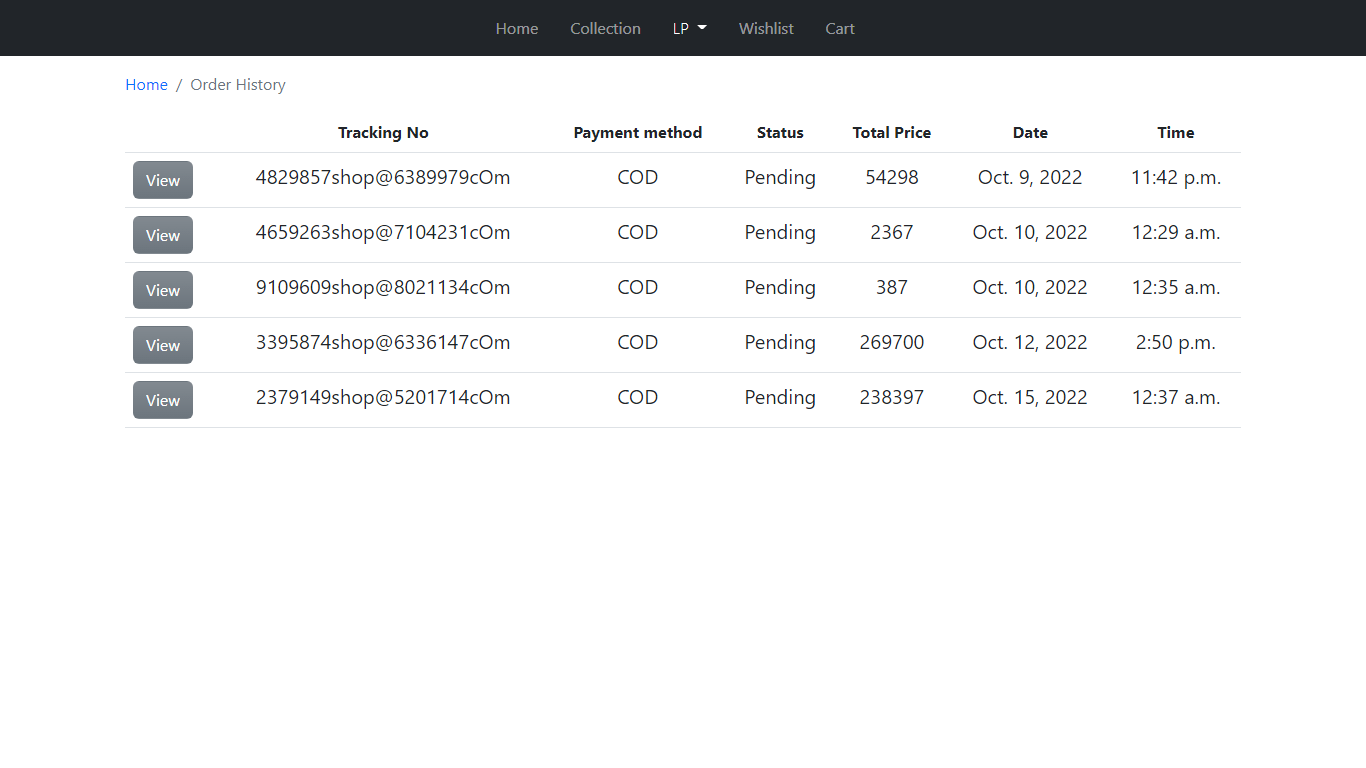 Home Collection LP Wishlist Cart
Home / Order History
Tracking No Payment method Status Total Price Date Time
View 4829857shop@6389979cOm COD Pending 54298 Oct. 9, 2022 11:42 p.m.
View 4659263shop@7104231cOm COD Pending 2367 Oct. 10, 2022 12:29 a.m.
View 9109609shop@8021134cOm COD Pending 387 Oct. 10, 2022 12:35 a.m.
View 3395874shop@6336147cOm COD Pending 269700 Oct. 12, 2022 2:50 p.m.
View 2379149shop@5201714cOm COD Pending 238397 Oct. 15, 2022 12:37 a.m.